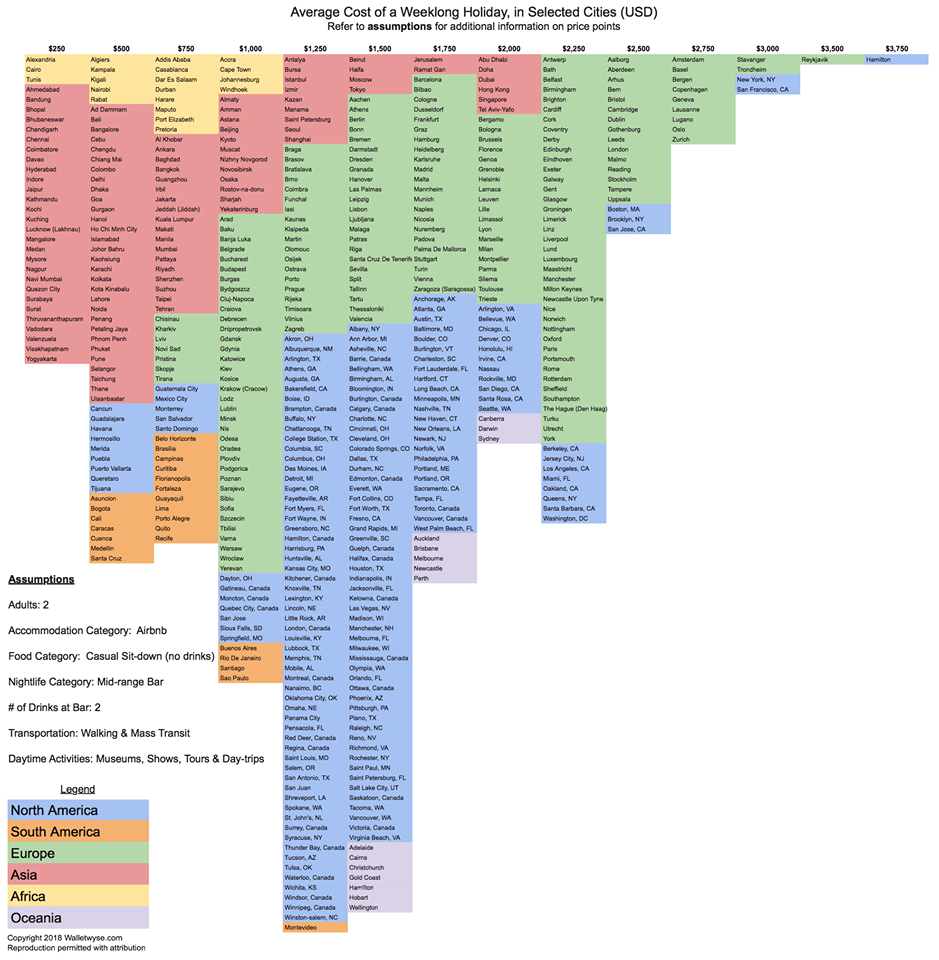 Average Cost of a Weeklong Holiday, in Selected Cities (USD)
Refer to assumptions for additional information on price points
$250
Alexandria
Cairo
Tunis
Ahmedabad
Bandung
Bhopal
Bhubaneswar
Chandigarh
Chennai
Coimbatore
Davao
Hyderabad
Indore
Jaipur
Kathmandu
Kochi
Kuching
Lucknow (Lakhnau)
Mangalore
Medan
Mysore
Nagpur
Navi Mumbai
Quezon City
Surabaya
Surat
Thiruvananthapuram
Vadodara
Valenzuela
Visakhapatnam
Yogyakarta
$500
Algiers
Kampala
Kigali
Nairobi
Rabat
Ad Dammam
Bali
Bangalore
Cebu
Chengdu
Chiang Mai
Colombo
Delhi
Dhaka
Goa
Gurgaon
Hanoi
Ho Chi Minh City
Islamabad
Johor Bahru
Kaohsiung
Karachi
Kolkata
Kota Kinabalu
Lahore
Noida
Penang
Petaling Jaya
Phnom Penh
Phuket
Pune
Selangor
Taichung
Thane
Ulaanbaatar
Cancun
Guadalajara
Havana
Hermosillo
Merida
Puebla
Puerto Vallarta
Queretaro
Tijuana
Asuncion
Bogota
Cali
Caracas
Cuenca
Medellin
Santa Cruz
$750
Addis Ababa
Casablanca
Dar Es Salaam
Durban
Harare
Maputo
Port Elizabeth
Pretoria
Al Khobar
Ankara
Baghdad
Bangkok
Guangzhou
Irbil
Jakarta
Jeddah (Jiddah)
Kuala Lumpur
Makati
Manila
Mumbai
Pattaya
Riyadh
Shenzhen
Suzhou
Taipei
Tehran
Chisinau
Kharkiv
Lviv
Novi Sad
Pristina
Skopje
Tirana
Guatemala City
Mexico City
Monterrey
San Salvador
Santo Domingo
Belo Horizonte
Brasilia
Campinas
Curitiba
Florianopolis
Fortaleza
Guayaquil
Lima
Porto Alegre
Quito
Recife
$1,000
Accra
Cape Town
Johannesburg
Windhoek
Almaty
Amman
Astana
Beijing
Kyoto
Muscat
Nizhny Novgorod
Novosibirsk
Osaka
Rostov-na-donu
Sharjah
Yekaterinburg
Arad
Baku
Banja Luka
Belgrade
Bucharest
Budapest
Burgas
Bydgoszcz
Cluj-Napoca
Craiova
Debrecen
Dnipropetrovsk
Gdansk
Gdynia
Katowice
Kiev
Kosice
Krakow (Cracow)
Lodz
Lublin
Minsk
Nis
Odesa
Oradea
Plovdiv
Podgorica
Poznan
Sarajevo
Sibiu
Sofia
Szczecin
Tbilisi
Varna
Warsaw
Wroclaw
Yerevan
Dayton, OH
Gatineau, Canada
Moncton, Canada
Quebec City, Canada
San Jose
Sioux Falls, SD
Springfield, MO
Buenos Aires
Rio De Janeiro
Santiago
Sao Paulo
$1,250
Antalya
Bursa
Istanbul
Izmir
Kazan
Manama
Saint Petersburg
Seoul
Shanghai
Braga
Brasov
Bratislava
Brno
Coimbra
Funchal
Iasi
Kaunas
Klaipeda
Martin
Olomuc
Osijek
Ostrava
Porto
Prague
Rijeka
Timisoara
Vilnius
Zagreb
Akron, OH
Albuquerque, NM
Arlington, TX
Athens, GA
Augusta, GA
Bakersfield, CA
Boise, ID
Brampton, Canada
Buffalo, NY
Chattanooga, TN
College Station, TX
Columbia, SC
Columbus, OH
Des Moines, IA
Detroit, MI
Eugene, OR
Fayetteville, AR
Fort Myers, FL
Fort Wayne, IN
Greensboro, NC
Hamilton, Canada
Harrisburg, PA
Huntsville, AL
Kansas City, MO
Kitchener, Canada
Knoxville, TN
Lexington, KY
Lincoln, NE
Little Rock, AR
London, Canada
Louisville, KY
Lubbock, TX
Memphis, TN
Mobile, AL
Montreal, Canada
Nanaimo, BC
Oklahoma City, OK
Omaha, NE
Panama City
Pensacola, FL
Red Deer, Canada
Regina, Canada
Saint Louis, MO
Salem, OR
San Antonio, TX
San Juan
Shreveport, LA
Spokane, WA
St. John's, NL
Surrey, Canada
Syracuse, NY
Thunder Bay, Canada
Tucson, AZ
Tulsa, OK
Waterloo, Canada
Wichita, KS
Windsor, Canada
Winnipeg, Canada
Winston-salem, NC
Montevideo
$1,500
Beirut
Haifa
Moscow
Tokyo
Aachen
Athens
Berlin
Bonn
Bremen
Darmstadt
Dresden
Granada
Hanover
Las Palmas
Leipzig
Lisbon
Ljubljana
Malaga
Patras
Riga
Santa Cruz De Tenerife
Sevilla
Split
Tallinn
Tartu
Thessaloniki
Valencia
Albany, NY
Ann Arbor, MI
Asheville, NC
Barrie, Canada
Bellingham, WA
Birmingham, AL
Bloomington, IN
Burlington, Canada
Calgary, Canada
Charlotte, NC
Cincinnati, OH
Cleveland, OH
Colorado Springs, CO
Dallas, TX
Durham, NC
Edmonton, Canada
Everett, WA
Fort Collins, CO
Fort Worth, TX
Fresno, CA
Grand Rapids, MI
Greenville, SC
Guelph, Canada
Halifax, Canada
Houston, TX
Indianapolis, IN
Jacksonville, FL
Kelowna, Canada
Las Vegas, NV
Madison, WI
Manchester, NH
Melbourne, FL
Milwaukee, WI
Mississauga, Canada
Olympia, WA
Orlando, FL
Ottawa, Canada
Phoenix, AZ
Pittsburgh, PA
Plano, TX
Raleigh, NC
Reno, NV
Richmond, VA
Rochester, NY
Saint Paul, MN
Saint Petersburg, FL
Salt Lake City, UT
Saskatoon, Canada
Tacoma, WA
Vancouver, WA
Victoria, Canada
Virginia Beach, VA
Adelaide
Cairns
Christchurch
Gold Coast
Hamilton
Hobart
Wellington
$1,750
Jerusalem
Ramat Gan
Barcelona
Bilbao
Cologne
Dusseldorf
Frankfurt
Hamburg
Heidelberg
Karlsruhe
Madrid
Malta
Mannheim
Munich
Naples
Nicosia
Nuremberg
Padova
Palma De Mallorca
Stuttgart
Turin
Vienna
Zaragoza (Saragossa)
Anchorage, AK
Atlanta, GA
Austin, TX
Baltimore, MD
Boulder, CO
Burlington, VT
Charleston, SC
Fort Lauderdale, FL
Hartford, CT
Long Beach, CA
Minneapolis, MN
Nashville, TN
New Haven, CT
New Orleans, LA
Newark, NJ
Norfolk, VA
Philadelphia, PA
Portland, ME
Portland, OR
Sacramento, CA
Tampa, FL
Toronto, Canada
Vancouver, Canada
West Palm Beach, FL
Auckland
Brisbane
Melbourne
Newcastle
Perth
$2,000
Abu Dhabi
Doha
Dubai
Hong Kong
Singapore
Tel Aviv-Yafo
Bergamo
Bologna
Brussels
Florence
Genoa
Grenoble
Helsinki
Larnaca
Leuven
Lille
Limassol
Lyon
Marseille
Milan
Montpellier
Parma
Sliema
Toulouse
Trieste
Arlington, VA
Bellevue, WA
Chicago, IL
Denver, CO
Honolulu, HI
Irvine, CA
Nassau
Rockville, MD
San Diego, CA
Santa Rosa, CA
Seattle, WA
Canberra
Darwin
Sydney
$2,250
Antwerp
Bath
Belfast
Birmingham
Brighton
Cardiff
Cork
Coventry
Derby
Edinburgh
Eindhoven
Exeter
Galway
Gent
Glasgow
Groningen
Limerick
Linz
Liverpool
Lund
Luxembourg
Maastricht
Manchester
Milton Keynes
Newcastle Upon Tyne
Nice
Norwich
Nottingham
Oxford
Paris
Portsmouth
Rome
Rotterdam
Sheffield
Southampton
The Hague (Den Haag)
Turku
Utrecht
York
Berkeley, CA
Jersey City, NJ
Los Angeles, CA
Miami, FL
Oakland, CA
Queens, NY
Santa Barbara, CA
Washington, DC
$2,500
Aalborg
Aberdeen
Arhus
Bern
Bristol
Cambridge
Dublin
Gothenburg
Leeds
London
Malmo
Reading
Stockholm
Tampere
Uppsala
Boston, MA
Brooklyn, NY
San Jose, CA
$2,750
Amsterdam
Basel
Bergen
Copenhagen
Geneva
Lausanne
Lugano
Oslo
Zurich
$3,000
Stavanger
Trondheim
New York, NY
San Francisco, CA
$3,500
Reykjavik
$3,750
Hamilton
Assumptions
Adults: 2
Accommodation Category: Airbnb
Food Category: Casual Sit-down (no drinks)
Nightlife Category: Mid-range Bar
# of Drinks at Bar: 2
Transportation: Walking & Mass Transit
Daytime Activities: Museums, Shows, Tours & Day-trips
Legend
North America
South America
Europe
Asia
Africa
Oceania
Copyright 2018 Walletwyse.com
Reproduction permitted with attribution